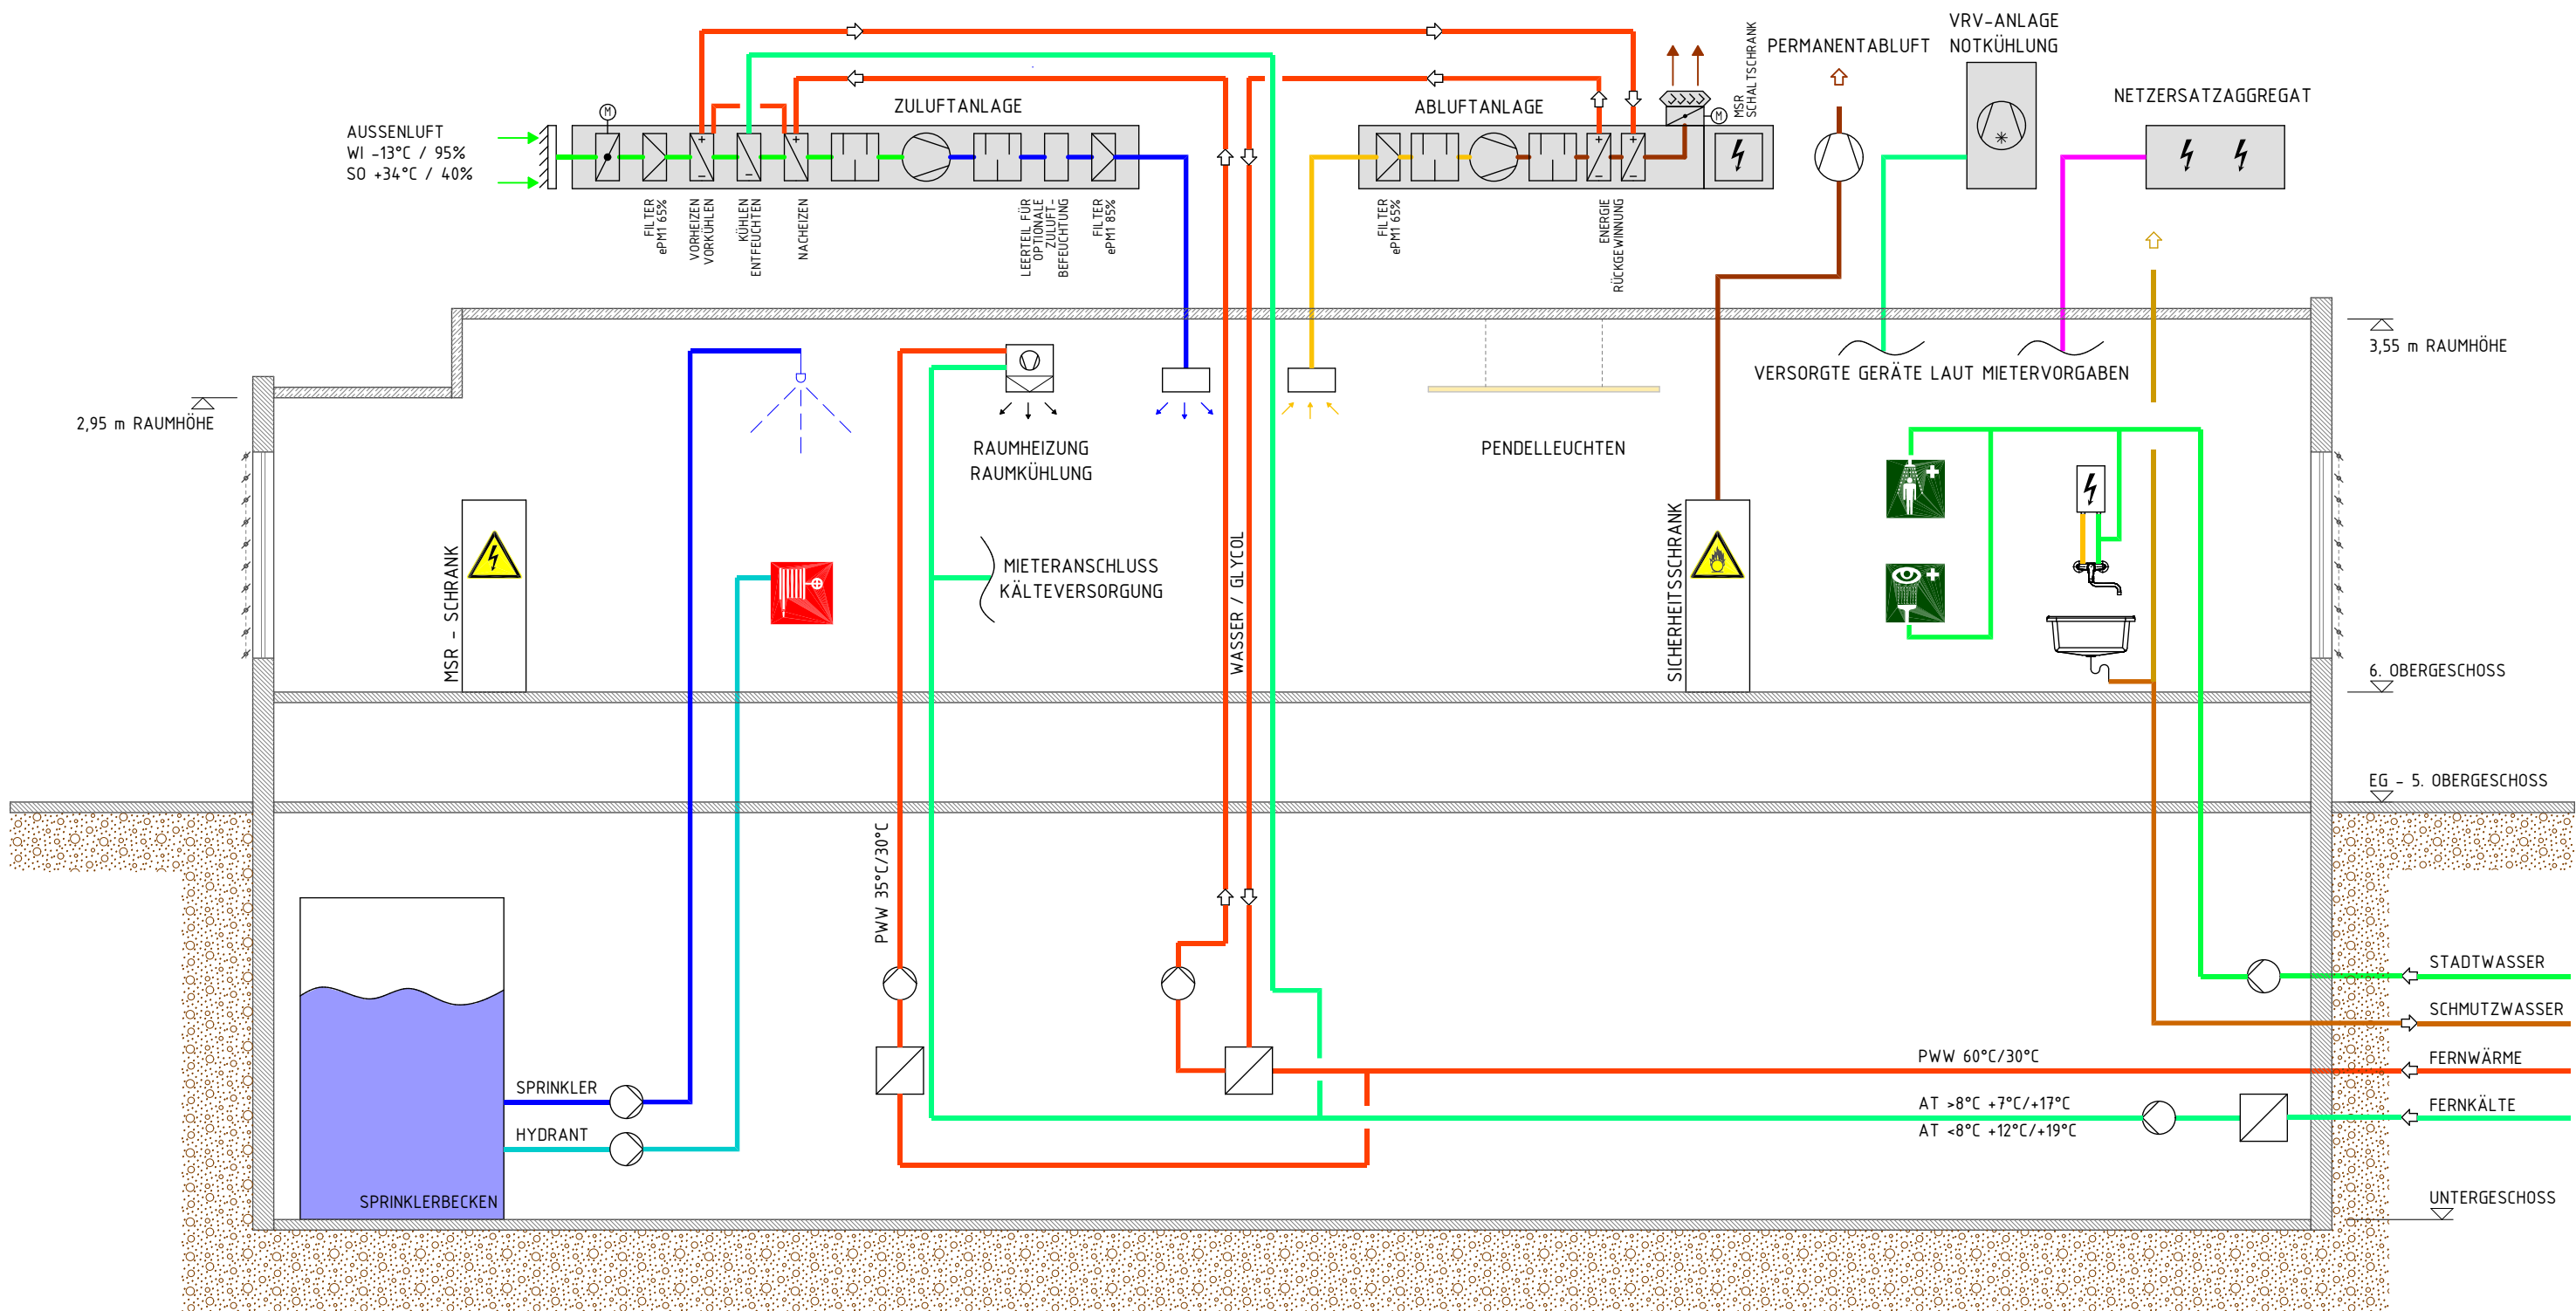 VRV-ANLAGE
NOTKÜHLUNG
PERMANENTABLUFT
MSR
SCHALTSCHRANK
NETZERSATZAGGREGAT
ZULUFTANLAGE
ABLUFTANLAGE
M
M
AUSSENLUFT
WI -13°C / 95%
SO +34°C / 40%
FILTER
ePM1 65%
VORHEIZEN
VORKÜHLEN
KÜHLEN
ENTFEUCHTEN
NACHEIZEN
LEERTEIL FÜR
OPTIONALE
ZULUFT-
BEFEUCHTUNG
FILTER
ePM1 85%
FILTER
ePM1 65%
ENERGIE
RÜCKGEWINNUNG
3,55 m RAUMHÖHE
VERSORGTE GERÄTE LAUT MIETERVORGABEN
2,95 m RAUMHÖHE
RAUMHEIZUNG
RAUMKÜHLUNG
PENDELLEUCHTEN
MSR - SCHRANK
MIETERANSCHLUSS
KÄLTEVERSORGUNG
WASSER / GLYCOL
SICHERHEITSSCHRANK
6. OBERGESCHOSS
EG - 5. OBERGESCHOSS
PWW 35°C/30°C
STADTWASSER
SCHMUTZWASSER
PWW 60°C/30°C
FERNWÄRME
SPRINKLER
AT >8°C +7°C/+17°C
FERNKÄLTE
AT <8°C +12°C/+19°C
HYDRANT
SPRINKLERBECKEN
UNTERGESCHOSS